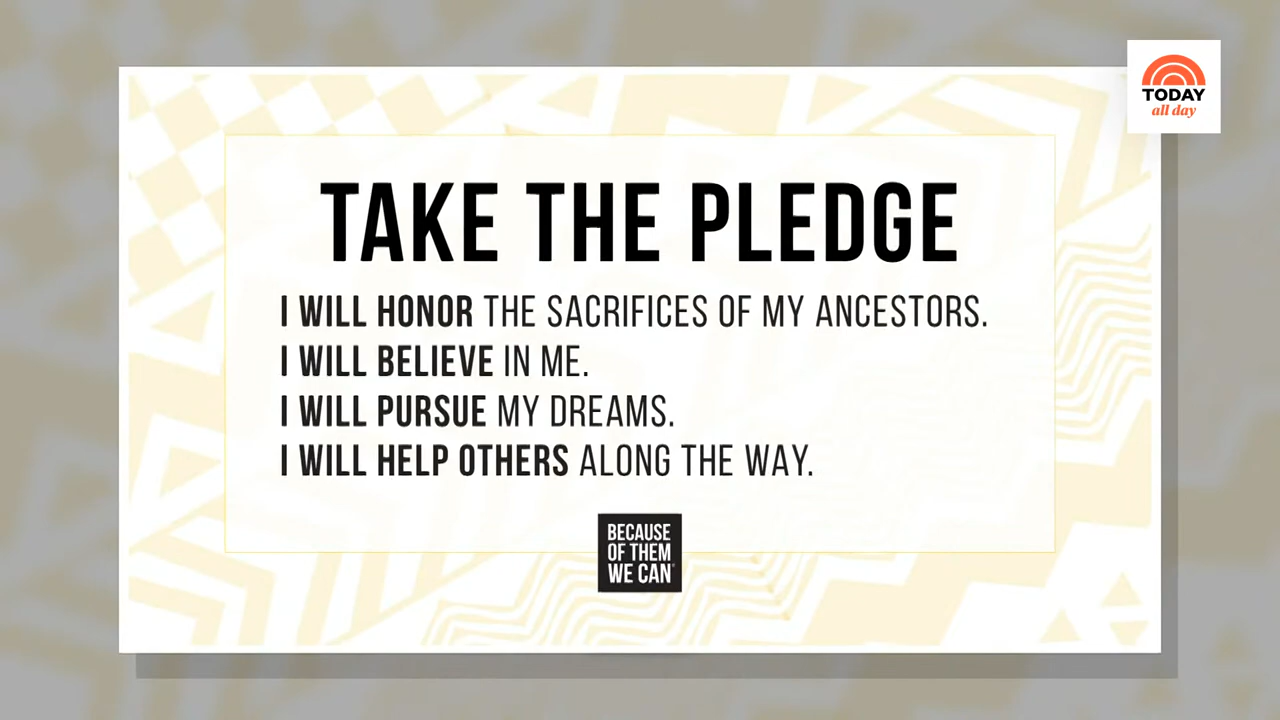 TODAY
all day
TAKE THE PLEDGE
I WILL HONOR THE SACRIFICES OF MY ANCESTORS.
I WILL BELIEVE IN ME.
I WILL PURSUE MY DREAMS.
I WILL HELP OTHERS ALONG THE WAY.
BECAUSE
OF THEM
WE CAN®